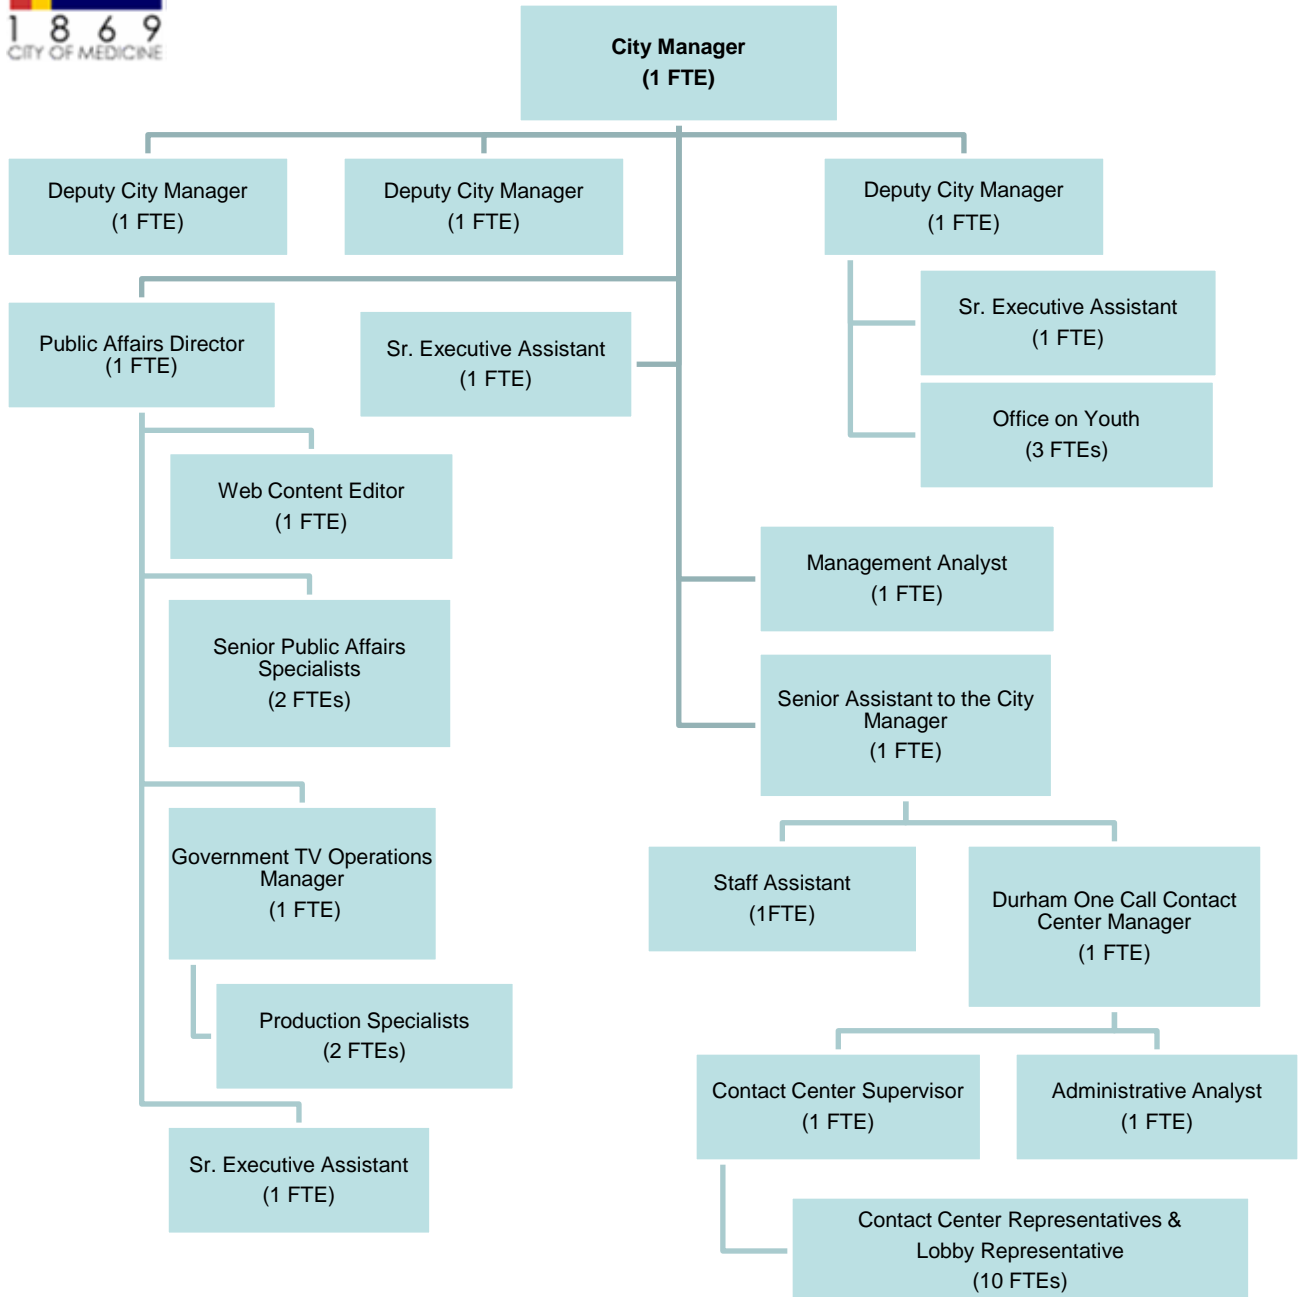 1 8 6 9
CITY OF MEDICINE
City Manager
(1 FTE)
Deputy City Manager
(1 FTE)
Deputy City Manager
(1 FTE)
Deputy City Manager
(1 FTE)
Sr. Executive Assistant
(1 FTE)
Office on Youth
(3 FTEs)
Public Affairs Director
(1 FTE)
Sr. Executive Assistant
(1 FTE)
Web Content Editor
(1 FTE)
Senior Public Affairs
Specialists
(2 FTEs)
Government TV Operations
Manager
(1 FTE)
Production Specialists
(2 FTEs)
Sr. Executive Assistant
(1 FTE)
Management Analyst
(1 FTE)
Senior Assistant to the City
Manager
(1 FTE)
Staff Assistant
(1FTE)
Durham One Call Contact
Center Manager
(1 FTE)
Contact Center Supervisor
(1 FTE)
Administrative Analyst
(1 FTE)
Contact Center Representatives &
Lobby Representative
(10 FTEs)